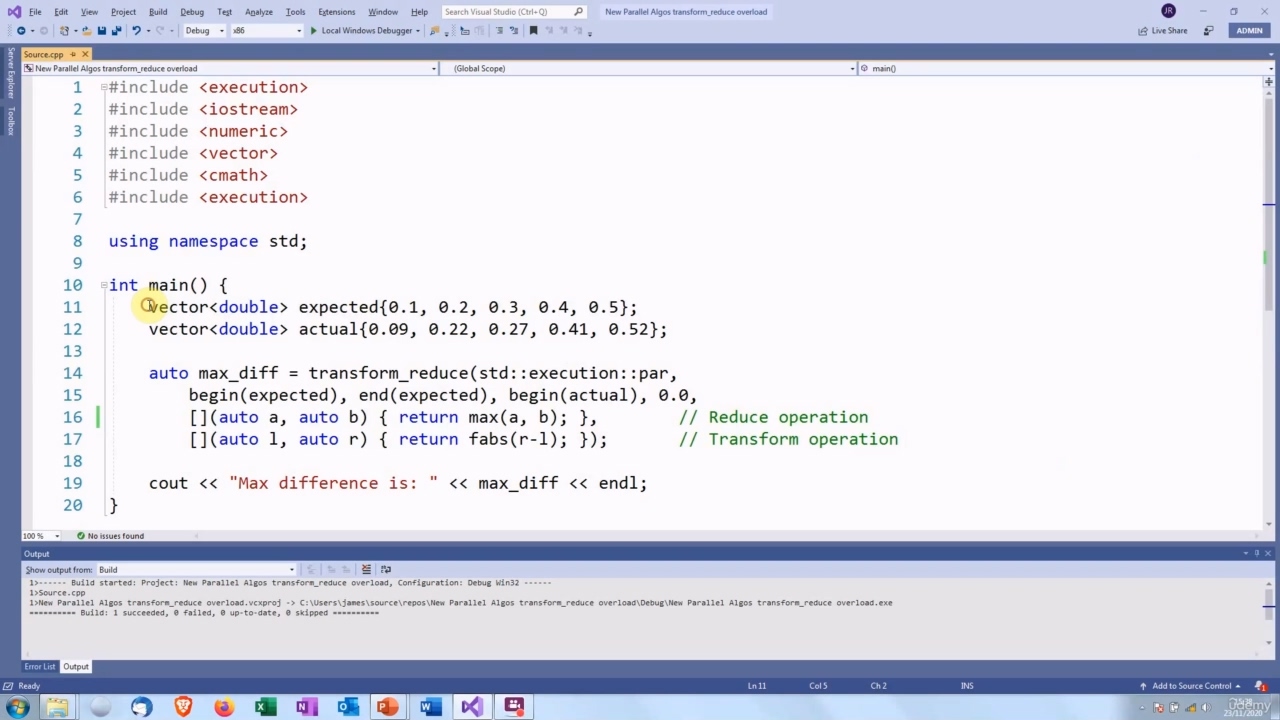 File Edit View Project Build Debug Test Analyze Tools Extensions Window Help Search Visual Studio (Ctrl+Q) New Parallel Algos transform_reduce overload JR
Debug x86 Local Windows Debugger Live Share ADMIN
Server Explorer
Toolbox
Source.cpp
New Parallel Algos transform_reduce overload (Global Scope) main()
1 #include <execution>
2 #include <iostream>
3 #include <numeric>
4 #include <vector>
5 #include <cmath>
6 #include <execution>
7
8 using namespace std;
9
10 int main() {
11 vector<double> expected{0.1, 0.2, 0.3, 0.4, 0.5};
12 vector<double> actual{0.09, 0.22, 0.27, 0.41, 0.52};
13
14 auto max_diff = transform_reduce(std::execution::par,
15 begin(expected), end(expected), begin(actual), 0.0,
16 [](auto a, auto b) { return max(a, b); }, // Reduce operation
17 [](auto l, auto r) { return fabs(r-l); }); // Transform operation
18
19 cout << "Max difference is: " << max_diff << endl;
20 }
100 % No issues found
Output
Show output from: Build
1>------ Build started: Project: New Parallel Algos transform_reduce overload, Configuration: Debug Win32 ------
1>Source.cpp
1>New Parallel Algos transform_reduce overload.vcxproj -> C:\Users\james\source\repos\New Parallel Algos transform_reduce overload\Debug\New Parallel Algos transform_reduce overload.exe
========== Build: 1 succeeded, 0 failed, 0 up-to-date, 0 skipped ==========
Error List Output
Ready Ln 11 Col 5 Ch 2 INS Add to Source Control 1
udemy
23/11/2020